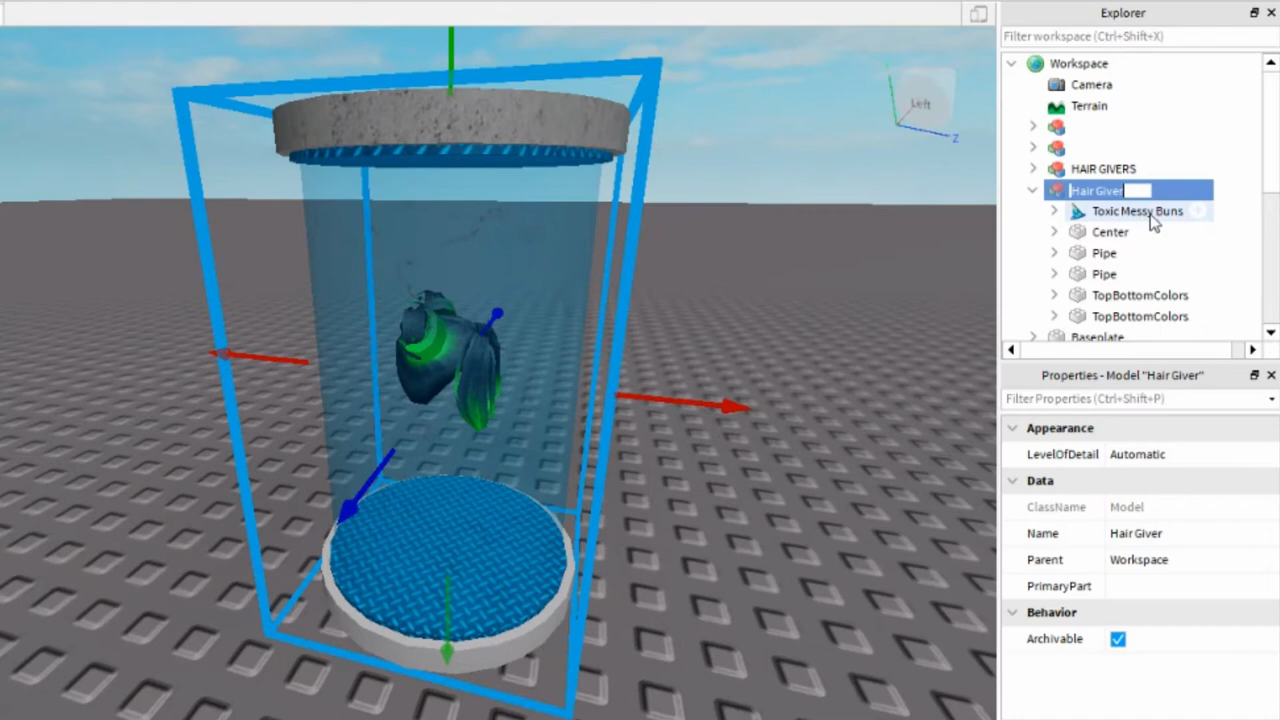 Explorer
Filter workspace (Ctrl+Shift+X)
Workspace
Camera
Terrain
HAIR GIVERS
Hair Giver
Toxic Messy Buns
Center
Pipe
Pipe
TopBottomColors
TopBottomColors
Baseplate
Left
Z
Properties - Model "Hair Giver"
Filter Properties (Ctrl+Shift+P)
Appearance
LevelOfDetail Automatic
Data
ClassName Model
Name Hair Giver
Parent Workspace
PrimaryPart
Behavior
Archivable